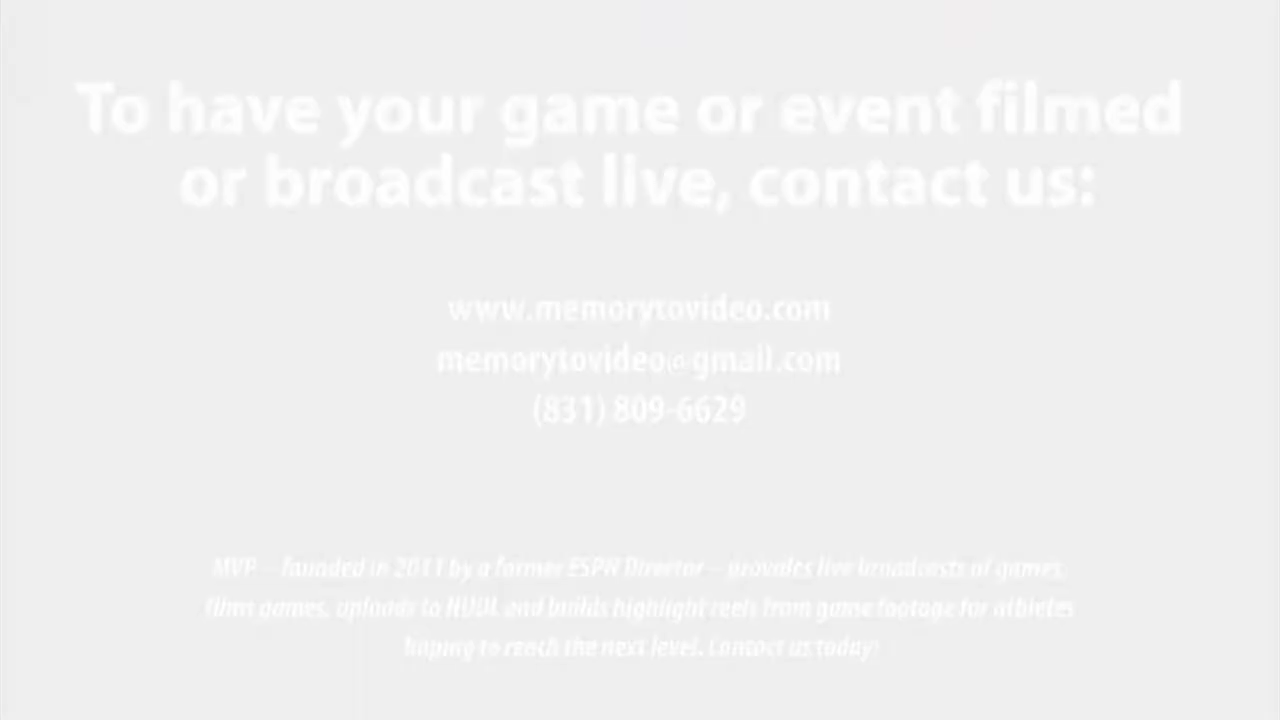 To have your game or event filmed
or broadcast live, contact us:
www.memorytovideo.com
memorytovideo@gmail.com
(831) 809-6629
MVP – founded in 2011 by a former ESPN Director – provides live broadcasts of games,
films games, uploads to HUDL and builds highlight reels from game footage for athletes
hoping to reach the next level. Contact us today!